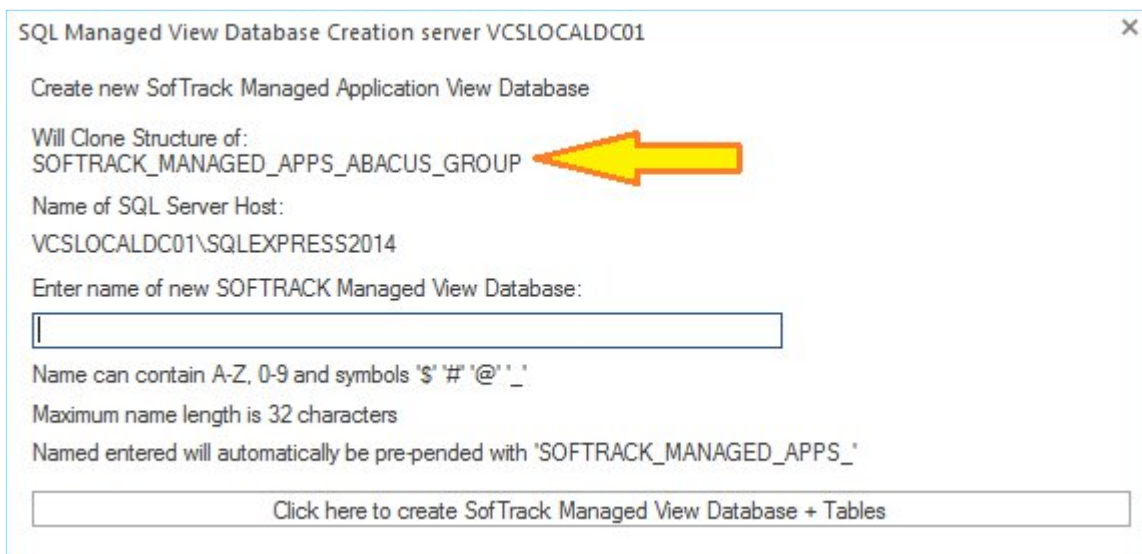 SQL Managed View Database Creation server VCSLOCALDC01
Create new SofTrack Managed Application View Database
Will Clone Structure of:
SOFTRACK_MANAGED_APPS_ABACUS_GROUP
Name of SQL Server Host:
VCSLOCALDC01\SQLEXPRESS2014
Enter name of new SOFTRACK Managed View Database:
Name can contain A-Z, 0-9 and symbols '$' '#' '@' '_'
Maximum name length is 32 characters
Named entered will automatically be pre-pended with 'SOFTRACK_MANAGED_APPS_'
Click here to create SofTrack Managed View Database + Tables